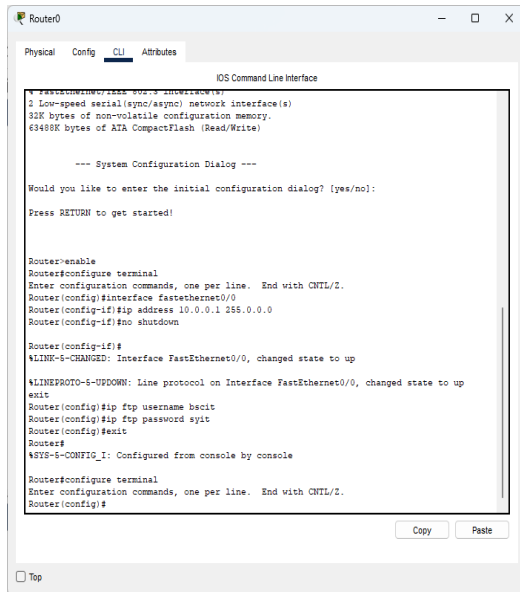 Router0
Physical Config CLI Attributes
IOS Command Line Interface
4 FastEthernet/IEEE 802.3 interface(s)
2 Low-speed serial(sync/async) network interface(s)
32K bytes of non-volatile configuration memory.
63488K bytes of ATA CompactFlash (Read/Write)
--- System Configuration Dialog ---
Would you like to enter the initial configuration dialog? [yes/no]:
Press RETURN to get started!
Router>enable
Router#configure terminal
Enter configuration commands, one per line.  End with CNTL/Z.
Router(config)#interface fastethernet0/0
Router(config-if)#ip address 10.0.0.1 255.0.0.0
Router(config-if)#no shutdown
Router(config-if)#
%LINK-5-CHANGED: Interface FastEthernet0/0, changed state to up
%LINEPROTO-5-UPDOWN: Line protocol on Interface FastEthernet0/0, changed state to up
exit
Router(config)#ip ftp username bscit
Router(config)#ip ftp password syit
Router(config)#exit
Router#
%SYS-5-CONFIG_I: Configured from console by console
Router#configure terminal
Enter configuration commands, one per line.  End with CNTL/Z.
Router(config)#
Copy Paste
Top